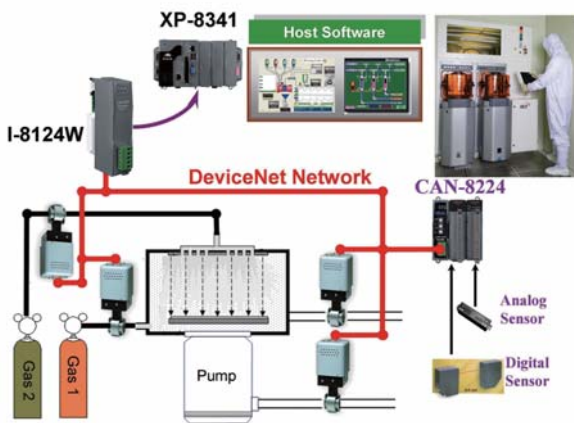 XP-8341
Host Software
I-8124W
DeviceNet Network
CAN-8224
Analog
Sensor
Digital
Sensor
Gas 2
Gas 1
Pump